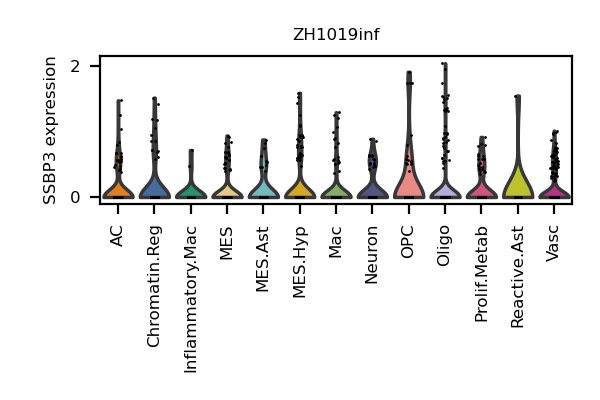 ZH1019inf
SSBP3 expression
2
0
AC
Chromatin.Reg
Inflammatory.Mac
MES
MES.Ast
MES.Hyp
Mac
Neuron
OPC
Oligo
Prolif.Metab
Reactive.Ast
Vasc